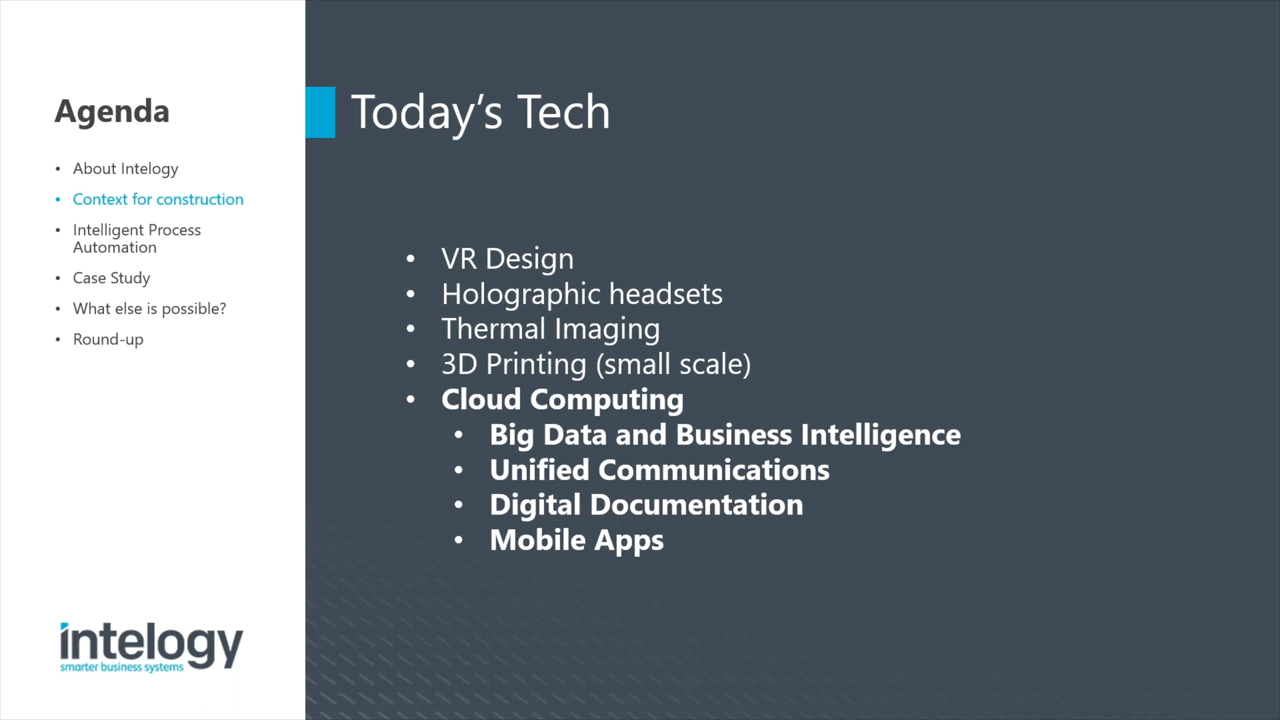 Agenda
• About Intelogy
• Context for construction
• Intelligent Process
Automation
• Case Study
• What else is possible?
• Round-up
intelogy
smarter business systems
Today's Tech
• VR Design
• Holographic headsets
• Thermal Imaging
• 3D Printing (small scale)
• Cloud Computing
• Big Data and Business Intelligence
• Unified Communications
• Digital Documentation
• Mobile Apps